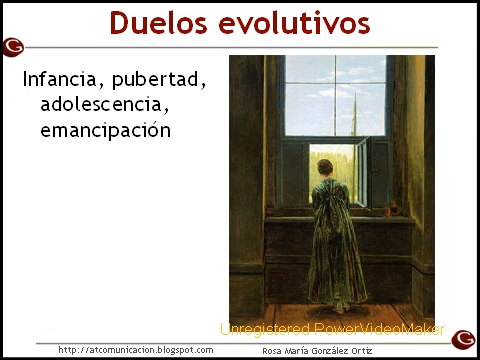 Duelos evolutivos
Infancia, pubertad,
adolescencia,
emancipación
Unregistered PowerVideoMaker
http://atcomunicacion.blogspot.com
Rosa María González Ortiz